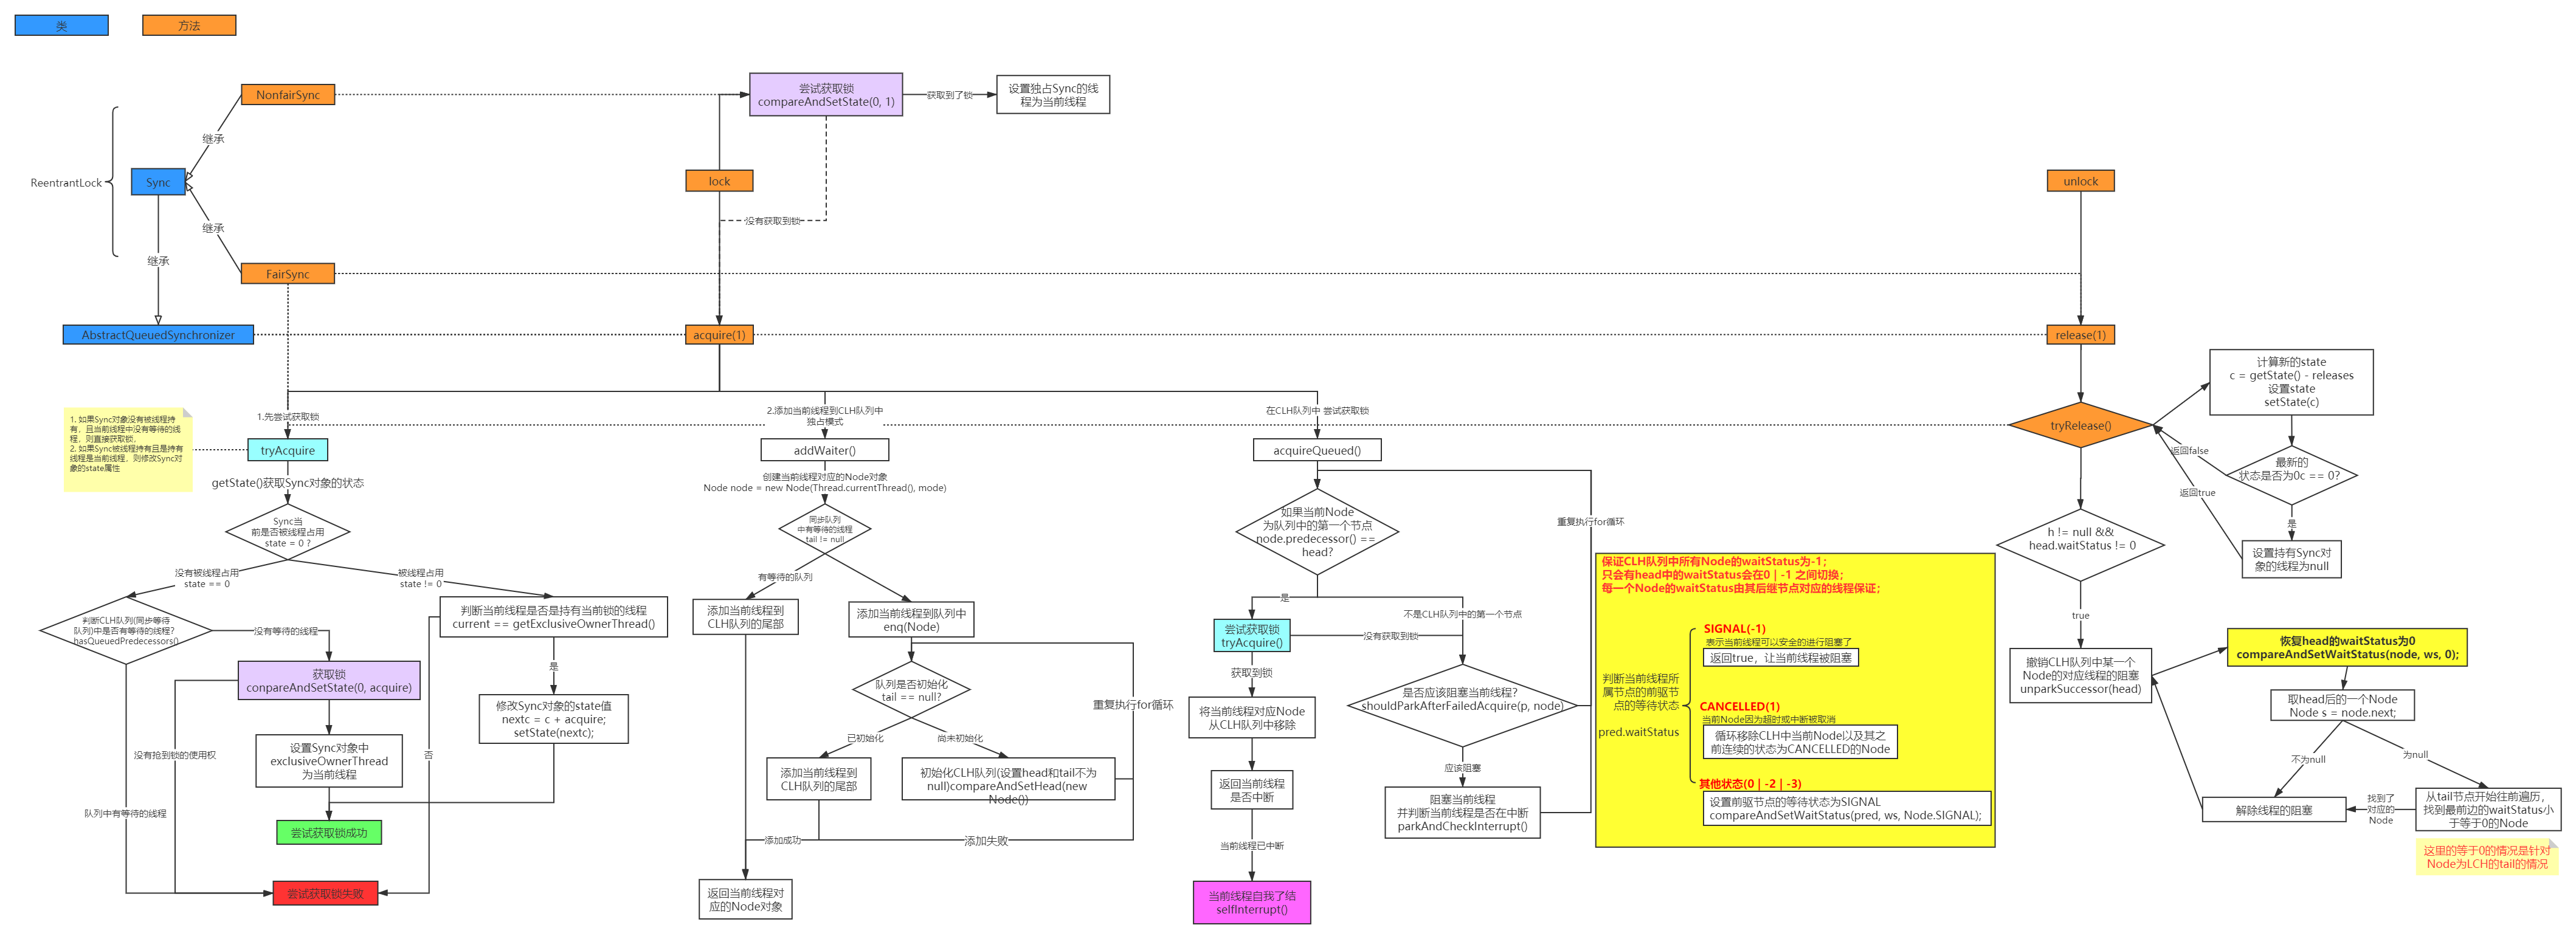 类
方法
NonfairSync
继承
ReentrantLock
Sync
继承
继承
FairSync
AbstractQueuedSynchronizer
尝试获取锁
compareAndSetState(0, 1)
获取到了锁
设置独占Sync的线
程为当前线程
lock
没有获取到锁
acquire(1)
unlock
release(1)
1. 如果Sync对象没有被线程持
有，且当前线程中没有等待的线
程，则直接获取锁，
2. 如果Sync被线程持有且是持有
线程是当前线程，则修改Sync对
象的state属性
1.先尝试获取锁
tryAcquire
getState()获取Sync对象的状态
Sync当
前是否被线程占用
state = 0 ?
没有被线程占用
state == 0
被线程占用
state != 0
判断CLH队列(同步等待
队列)中是否有等待的线程?
hasQueuedPredecessors()
没有等待的线程
获取锁
conpareAndSetState(0, acquire)
设置Sync对象中
exclusiveOwnerThread
为当前线程
没有抢到锁的使用权
队列中有等待的线程
判断当前线程是否是持有当前锁的线程
current == getExclusiveOwnerThread()
是
修改Sync对象的state值
nextc = c + acquire;
setState(nextc);
否
尝试获取锁成功
尝试获取锁失败
2.添加当前线程到CLH队列中
独占模式
addWaiter()
创建当前线程对应的Node对象
Node node = new Node(Thread.currentThread(), mode)
同步队列
中有等待的线程
tail != null
有等待的队列
添加当前线程到
CLH队列的尾部
添加当前线程到队列中
enq(Node)
队列是否初始化
tail == null?
重复执行for循环
已初始化
尚未初始化
添加当前线程到
CLH队列的尾部
初始化CLH队列(设置head和tail不为
null)compareAndSetHead(new
Node())
添加成功
添加失败
返回当前线程对
应的Node对象
在CLH队列中 尝试获取锁
acquireQueued()
如果当前Node
为队列中的第一个节点
node.predecessor() ==
head?
重复执行for循环
是
不是CLH队列中的第一个节点
尝试获取锁
tryAcquire()
没有获取到锁
获取到锁
将当前线程对应Node
从CLH队列中移除
返回当前线程
是否中断
当前线程已中断
当前线程自我了结
selfInterrupt()
是否应该阻塞当前线程?
shouldParkAfterFailedAcquire(p, node)
应该阻塞
阻塞当前线程
并判断当前线程是否在中断
parkAndCheckInterrupt()
保证CLH队列中所有Node的waitStatus为-1；
只会有head中的waitStatus会在0 | -1 之间切换；
每一个Node的waitStatus由其后继节点对应的线程保证；
判断当前线程所
属节点的前驱节
点的等待状态
pred.waitStatus
SIGNAL(-1)
表示当前线程可以安全的进行阻塞了
返回true，让当前线程被阻塞
CANCELLED(1)
当前Node因为超时或中断被取消
循环移除CLH中当前Node以及其之
前连续的状态为CANCELLED的Node
其他状态(0 | -2 | -3)
设置前驱节点的等待状态为SIGNAL
compareAndSetWaitStatus(pred, ws, Node.SIGNAL);
tryRelease()
计算新的state
c = getState() - releases
设置state
setState(c)
最新的
状态是否为0c == 0?
返回false
返回true
是
设置持有Sync对
象的线程为null
h != null &&
head.waitStatus != 0
true
撤销CLH队列中某一个
Node的对应线程的阻塞
unparkSuccessor(head)
恢复head的waitStatus为0
compareAndSetWaitStatus(node, ws, 0);
取head后的一个Node
Node s = node.next;
不为null
为null
解除线程的阻塞
找到了
对应的
Node
从tail节点开始往前遍历，
找到最前边的waitStatus小
于等于0的Node
这里的等于0的情况是针对
Node为LCH的tail的情况